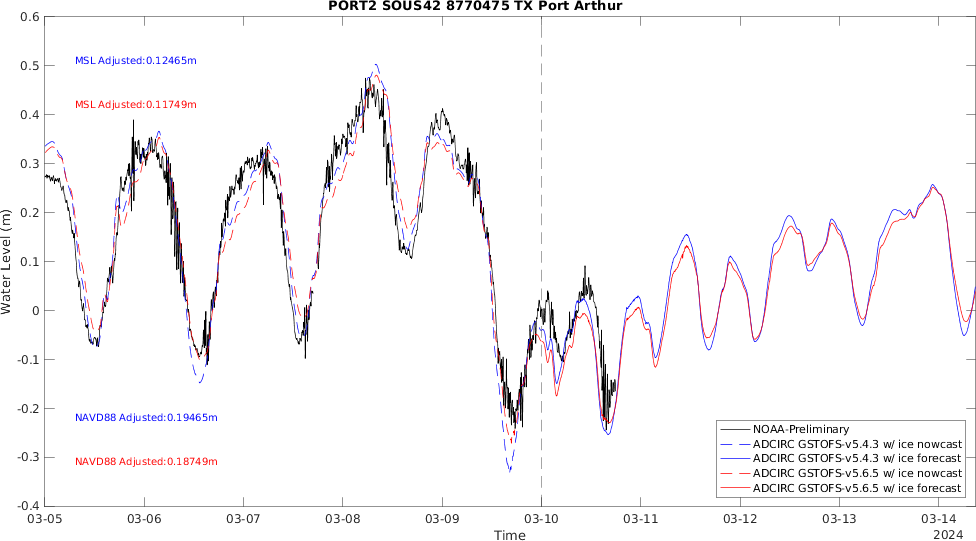 PORT2 SOUS42 8770475 TX Port Arthur
0.6
0.5
0.4
0.3
0.2
0.1
0
-0.1
-0.2
-0.3
-0.4
Water Level (m)
MSL Adjusted:0.12465m
MSL Adjusted:0.11749m
NAVD88 Adjusted:0.19465m
NAVD88 Adjusted:0.18749m
NOAA-Preliminary
ADCIRC GSTOFS-v5.4.3 w/ ice nowcast
ADCIRC GSTOFS-v5.4.3 w/ ice forecast
ADCIRC GSTOFS-v5.6.5 w/ ice nowcast
ADCIRC GSTOFS-v5.6.5 w/ ice forecast
03-05 03-06 03-07 03-08 03-09 03-10 03-11 03-12 03-13 03-14
Time
2024